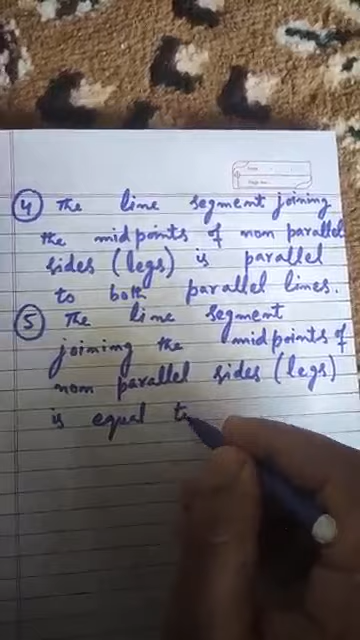 ④ The line segment joining
the midpoints of non parallel
sides (legs) is parallel
to both parallel lines.
⑤ The line segment
joining the midpoints of
non parallel sides (legs)
is equal t